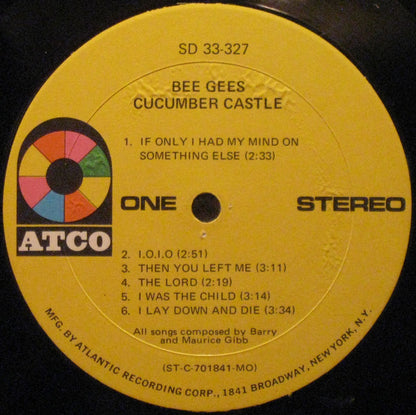 SD 33-327
BEE GEES
CUCUMBER CASTLE
1. IF ONLY I HAD MY MIND ON
SOMETHING ELSE (2:33)
ONE
STEREO
ATCO
2. I.O.I.O (2:51)
3. THEN YOU LEFT ME (3:11)
4. THE LORD (2:19)
5. I WAS THE CHILD (3:14)
6. I LAY DOWN AND DIE (3:34)
All songs composed by Barry
and Maurice Gibb
(ST-C-701841-MO)
MFG. BY ATLANTIC RECORDING CORP., 1841 BROADWAY, NEW YORK, N.Y.